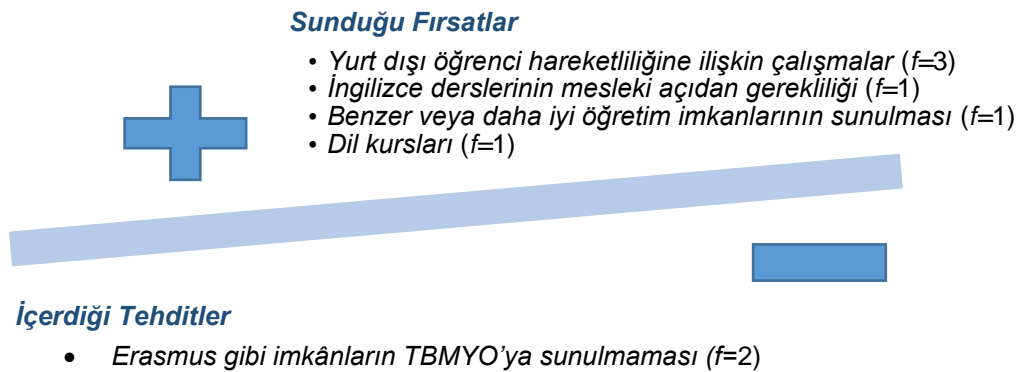 Sunduğu Fırsatlar
• Yurt dışı öğrenci hareketliliğine ilişkin çalışmalar (f=3)
• İngilizce derslerinin mesleki açıdan gerekliliği (f=1)
• Benzer veya daha iyi öğretim imkanlarının sunulması (f=1)
• Dil kursları (f=1)
İçerdiği Tehditler
• Erasmus gibi imkânların TBMYO’ya sunulmaması (f=2)